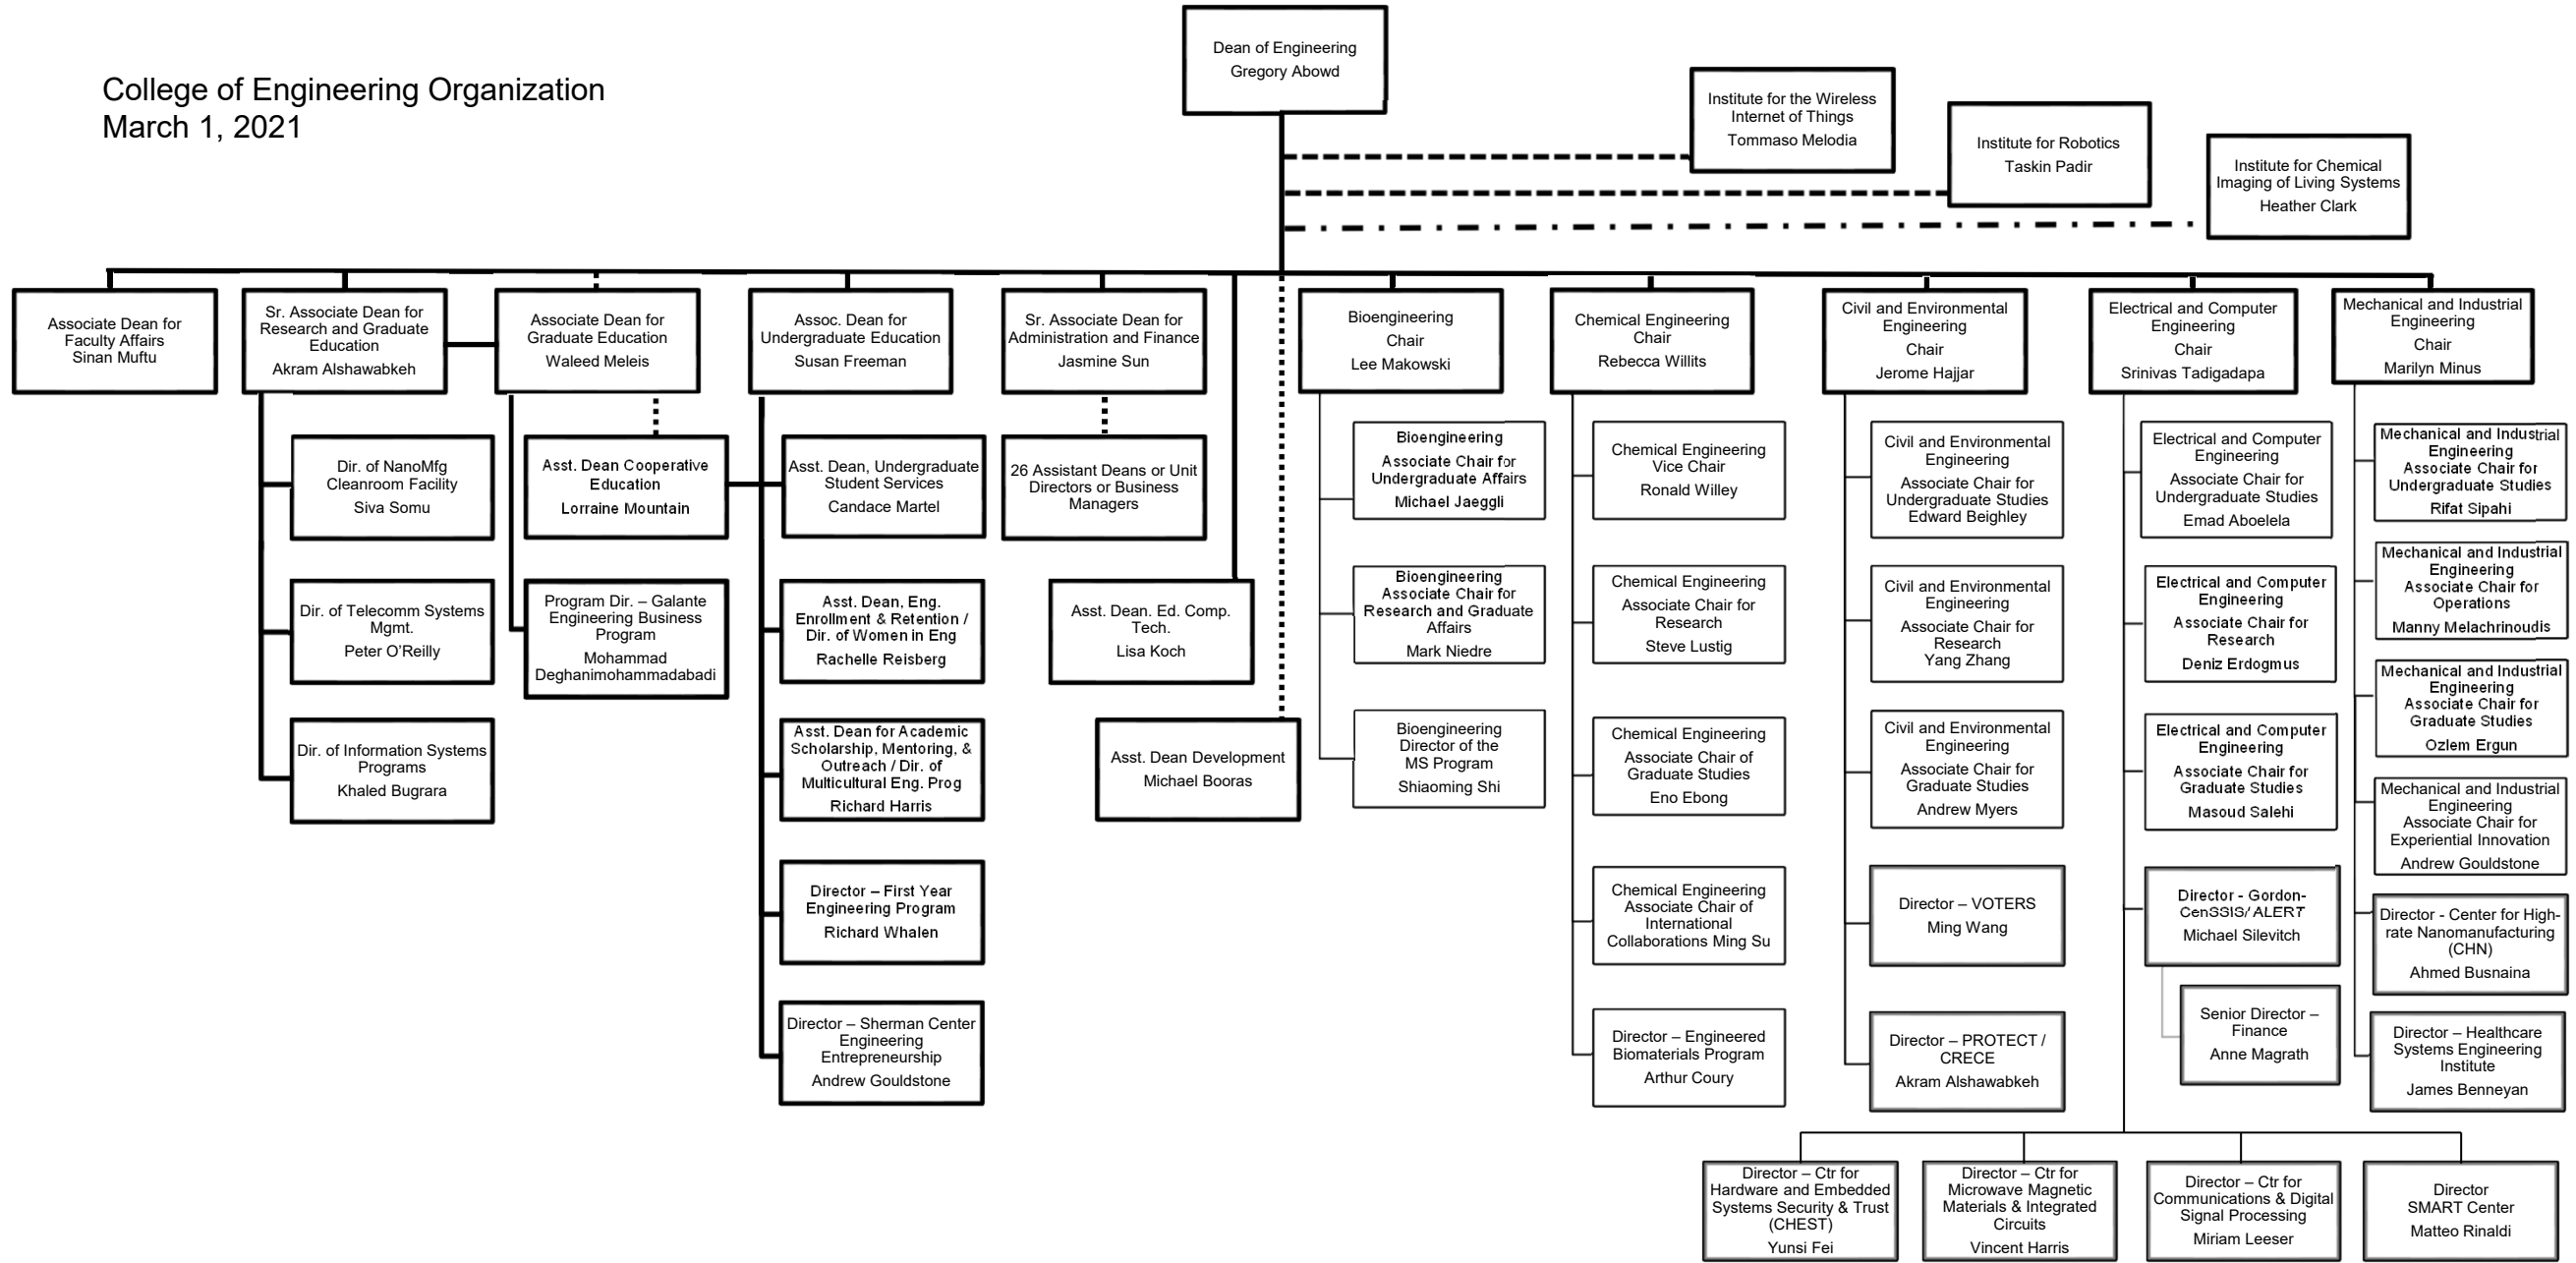 College of Engineering Organization
March 1, 2021
Dean of Engineering
Gregory Abowd
Institute for the Wireless
Internet of Things
Tommaso Melodia
Institute for Robotics
Taskin Padir
Institute for Chemical
Imaging of Living Systems
Heather Clark
Associate Dean for
Faculty Affairs
Sinan Muftu
Sr. Associate Dean for
Research and Graduate
Education
Akram Alshawabkeh
Associate Dean for
Graduate Education
Waleed Meleis
Assoc. Dean for
Undergraduate Education
Susan Freeman
Sr. Associate Dean for
Administration and Finance
Jasmine Sun
Bioengineering
Chair
Lee Makowski
Chemical Engineering
Chair
Rebecca Willits
Civil and Environmental
Engineering
Chair
Jerome Hajjar
Electrical and Computer
Engineering
Chair
Srinivas Tadigadapa
Mechanical and Industrial
Engineering
Chair
Marilyn Minus
Dir. of NanoMfg
Cleanroom Facility
Siva Somu
Dir. of Telecomm Systems
Mgmt.
Peter O’Reilly
Dir. of Information Systems
Programs
Khaled Bugrara
Asst. Dean Cooperative
Education
Lorraine Mountain
Program Dir. – Galante
Engineering Business
Program
Mohammad
Deghanimohammadabadi
Asst. Dean, Undergraduate
Student Services
Candace Martel
Asst. Dean, Eng.
Enrollment & Retention /
Dir. of Women in Eng
Rachelle Reisberg
Asst. Dean for Academic
Scholarship, Mentoring, &
Outreach / Dir. of
Multicultural Eng. Prog
Richard Harris
Director – First Year
Engineering Program
Richard Whalen
Director – Sherman Center
Engineering
Entrepreneurship
Andrew Gouldstone
26 Assistant Deans or Unit
Directors or Business
Managers
Asst. Dean. Ed. Comp.
Tech.
Lisa Koch
Asst. Dean Development
Michael Booras
Bioengineering
Associate Chair for
Undergraduate Affairs
Michael Jaeggli
Bioengineering
Associate Chair for
Research and Graduate
Affairs
Mark Niedre
Bioengineering
Director of the
MS Program
Shiaoming Shi
Chemical Engineering
Vice Chair
Ronald Willey
Chemical Engineering
Associate Chair for
Research
Steve Lustig
Chemical Engineering
Associate Chair of
Graduate Studies
Eno Ebong
Chemical Engineering
Associate Chair of
International
Collaborations Ming Su
Director – Engineered
Biomaterials Program
Arthur Coury
Civil and Environmental
Engineering
Associate Chair for
Undergraduate Studies
Edward Beighley
Civil and Environmental
Engineering
Associate Chair for
Research
Yang Zhang
Civil and Environmental
Engineering
Associate Chair for
Graduate Studies
Andrew Myers
Director – VOTERS
Ming Wang
Director – PROTECT /
CRECE
Akram Alshawabkeh
Electrical and Computer
Engineering
Associate Chair for
Undergraduate Studies
Emad Aboelela
Electrical and Computer
Engineering
Associate Chair for
Research
Deniz Erdogmus
Electrical and Computer
Engineering
Associate Chair for
Graduate Studies
Masoud Salehi
Director - Gordon-
CenSSIS/ ALERT
Michael Silevitch
Senior Director –
Finance
Anne Magrath
Mechanical and Industrial
Engineering
Associate Chair for
Undergraduate Studies
Rifat Sipahi
Mechanical and Industrial
Engineering
Associate Chair for
Operations
Manny Melachrinoudis
Mechanical and Industrial
Engineering
Associate Chair for
Graduate Studies
Ozlem Ergun
Mechanical and Industrial
Engineering
Associate Chair for
Experiential Innovation
Andrew Gouldstone
Director - Center for High-
rate Nanomanufacturing
(CHN)
Ahmed Busnaina
Director – Healthcare
Systems Engineering
Institute
James Benneyan
Director – Ctr for
Hardware and Embedded
Systems Security & Trust
(CHEST)
Yunsi Fei
Director – Ctr for
Microwave Magnetic
Materials & Integrated
Circuits
Vincent Harris
Director – Ctr for
Communications & Digital
Signal Processing
Miriam Leeser
Director
SMART Center
Matteo Rinaldi